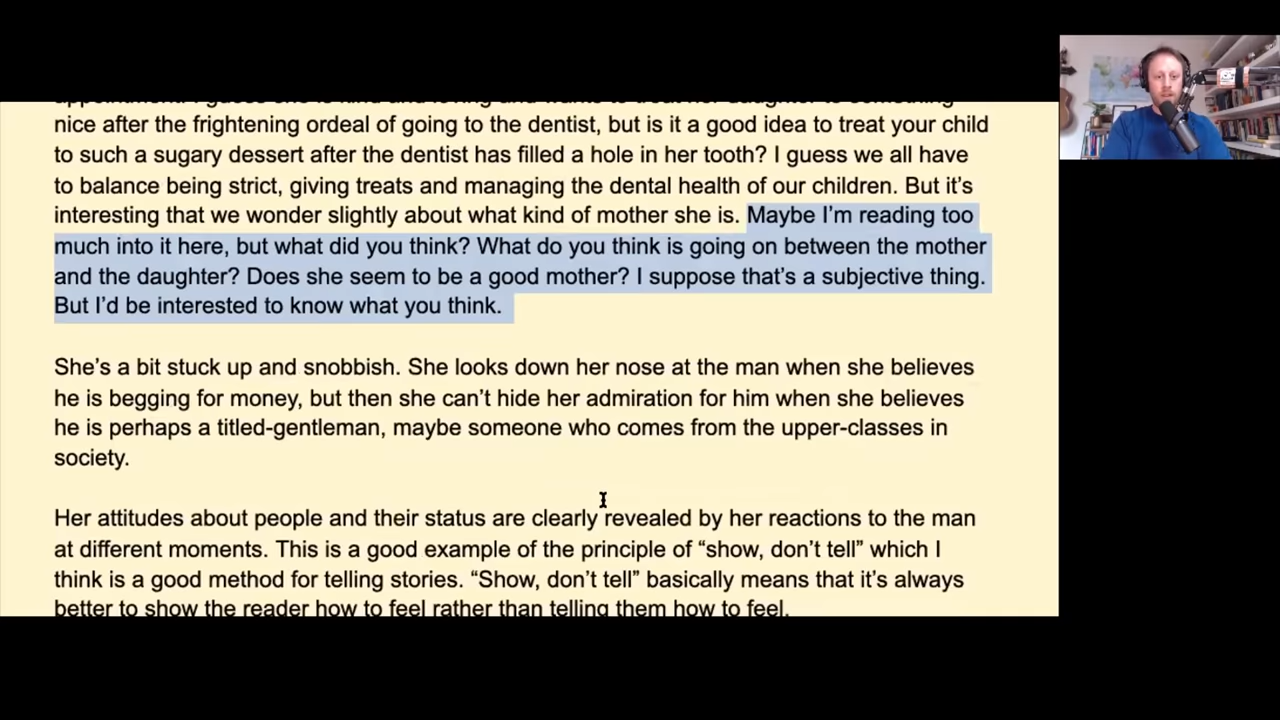 nice after the frightening ordeal of going to the dentist, but is it a good idea to treat your child
to such a sugary dessert after the dentist has filled a hole in her tooth? I guess we all have
to balance being strict, giving treats and managing the dental health of our children. But it’s
interesting that we wonder slightly about what kind of mother she is. Maybe I’m reading too
much into it here, but what did you think? What do you think is going on between the mother
and the daughter? Does she seem to be a good mother? I suppose that’s a subjective thing.
But I’d be interested to know what you think.
She’s a bit stuck up and snobbish. She looks down her nose at the man when she believes
he is begging for money, but then she can’t hide her admiration for him when she believes
he is perhaps a titled-gentleman, maybe someone who comes from the upper-classes in
society.
Her attitudes about people and their status are clearly revealed by her reactions to the man
at different moments. This is a good example of the principle of “show, don’t tell” which I
think is a good method for telling stories. “Show, don’t tell” basically means that it’s always
better to show the reader how to feel rather than telling them how to feel.